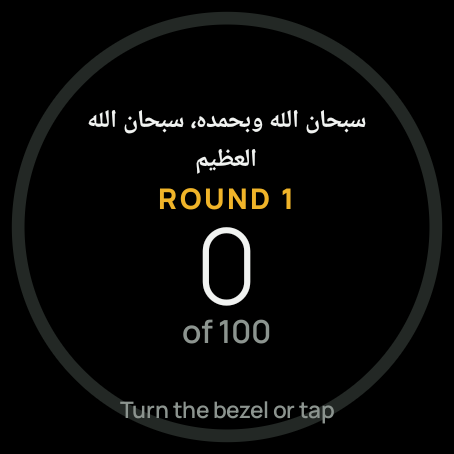 سبحان الله وبحمده، سبحان الله
العظيم
ROUND 1
0
of 100
Turn the bezel or tap